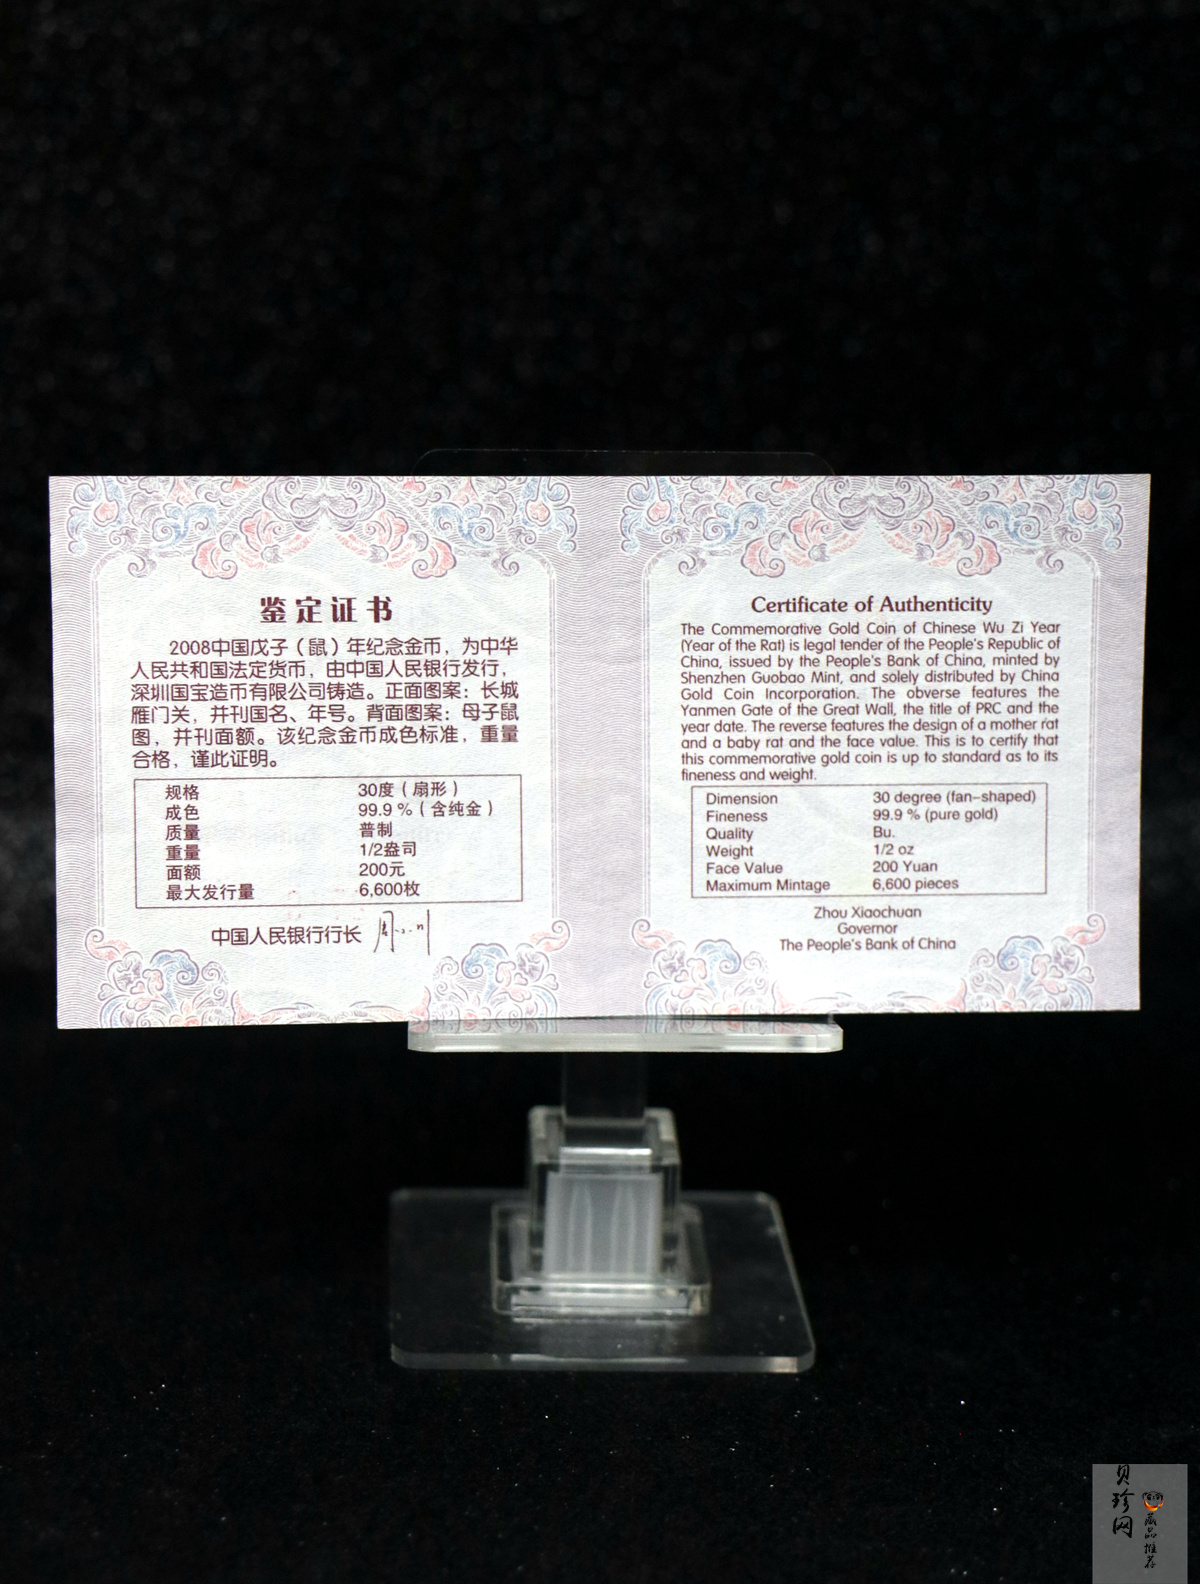 鉴定证书
2008中国戊子（鼠）年纪念金币，为中华
人民共和国法定货币，由中国人民银行发行，
深圳国宝造币有限公司铸造。正面图案：长城
雁门关，并刊国名、年号。背面图案：母子鼠
图，并刊面额。该纪念金币成色标准，重量
合格，谨此证明。
规格 30度（扇形）
成色 99.9 %（含纯金）
质量 普制
重量 1/2盎司
面额 200元
最大发行量 6,600枚
中国人民银行行长 周小川
Certificate of Authenticity
The Commemorative Gold Coin of Chinese Wu Zi Year
(Year of the Rat) is legal tender of the People's Republic of
China, issued by the People's Bank of China, minted by
Shenzhen Guobao Mint, and solely distributed by China
Gold Coin Incorporation. The obverse features the
Yanmen Gate of the Great Wall, the title of PRC and the
year date. The reverse features the design of a mother rat
and a baby rat and the face value. This is to certify that
this commemorative gold coin is up to standard as to its
fineness and weight.
Dimension 30 degree (fan-shaped)
Fineness 99.9 % (pure gold)
Quality Bu.
Weight 1/2 oz
Face Value 200 Yuan
Maximum Mintage 6,600 pieces
Zhou Xiaochuan
Governor
The People's Bank of China
贝珍网
藏品推荐